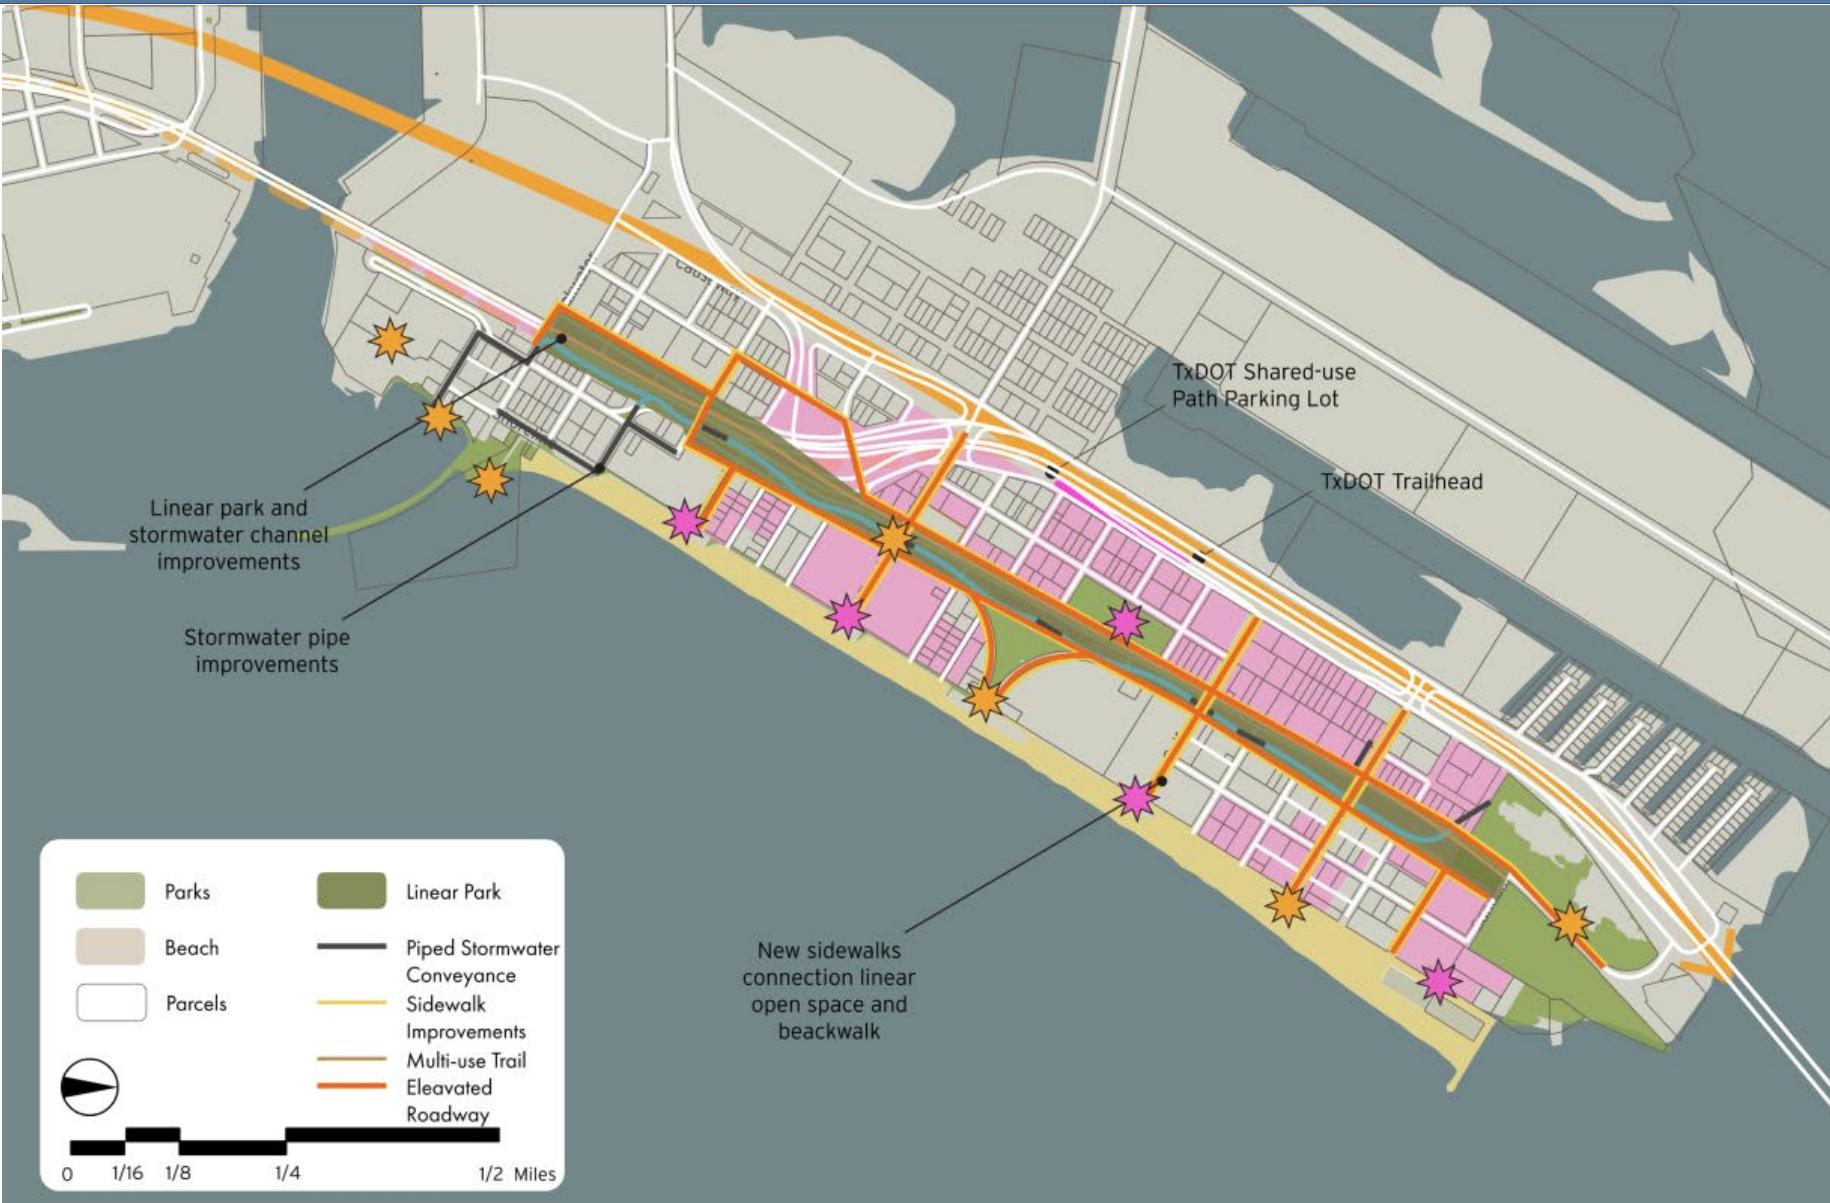 TxDOT Shared-use
Path Parking Lot
TxDOT Trailhead
Linear park and
stormwater channel
improvements
Stormwater pipe
improvements
New sidewalks
connection linear
open space and
beackwalk
Parks
Beach
Parcels
Linear Park
Piped Stormwater
Conveyance
Sidewalk
Improvements
Multi-use Trail
Eleavated
Roadway
0 1/16 1/8 1/4 1/2 Miles